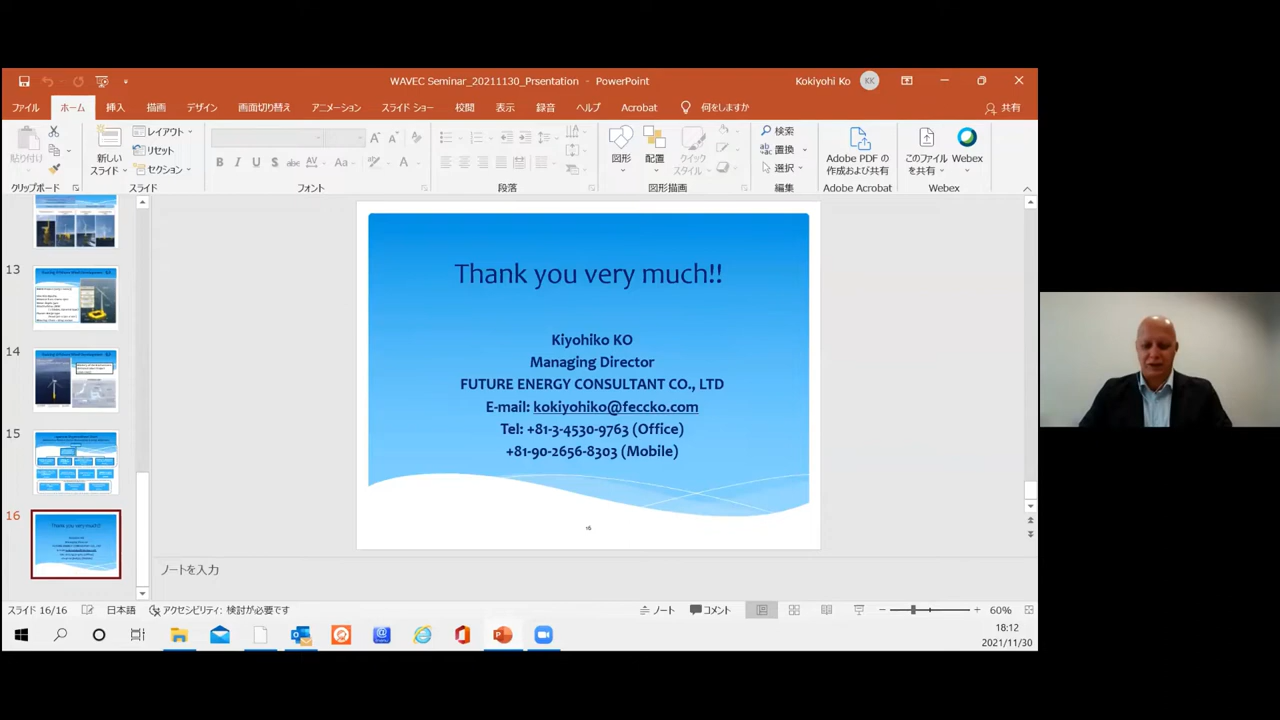 WAVEC Seminar_20211130_Prsentation - PowerPoint
Kokiyohi Ko
KK
ファイル ホーム 挿入 描画 デザイン 画面切り替え アニメーション スライド ショー 校閲 表示 録音 ヘルプ Acrobat 何をしますか 共有
貼り付け
新しい
スライド
レイアウト
リセット
セクション
B I U S abc AV Aa A
図形
配置
クイック
スタイル
検索
置換
選択
Adobe PDF の
作成および共有
このファイル
を共有
Webex
クリップボード スライド フォント 段落 図形描画 編集 Adobe Acrobat Webex
13
14
15
16
Thank you very much!!
Kiyohiko KO
Managing Director
FUTURE ENERGY CONSULTANT CO., LTD
E-mail: kokiyohiko@feccko.com
Tel: +81-3-4530-9763 (Office)
+81-90-2656-8303 (Mobile)
16
ノートを入力
スライド 16/16 日本語 アクセシビリティ: 検討が必要です ノート コメント 60%
18:12
2021/11/30